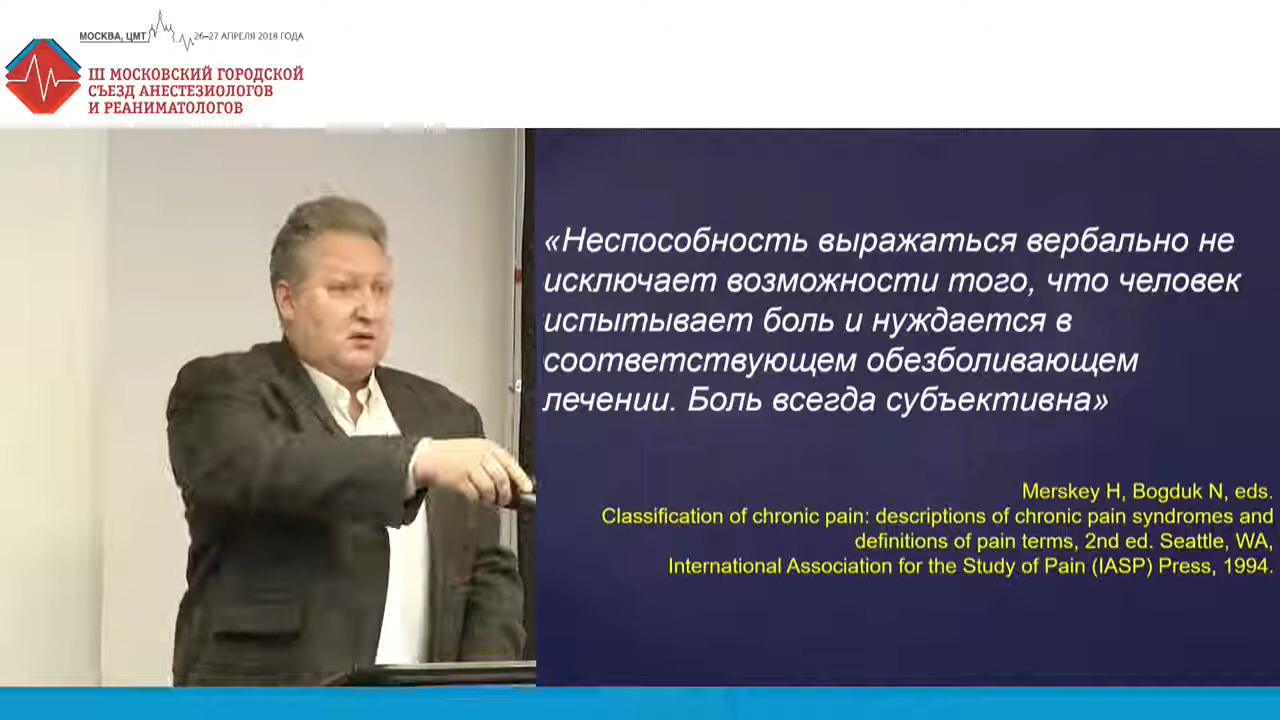 МОСКВА, ЦМТ 26–27 АПРЕЛЯ 2018 ГОДА
III МОСКОВСКИЙ ГОРОДСКОЙ
СЪЕЗД АНЕСТЕЗИОЛОГОВ
И РЕАНИМАТОЛОГОВ
«Неспособность выражаться вербально не
исключает возможности того, что человек
испытывает боль и нуждается в
соответствующем обезболивающем
лечении. Боль всегда субъективна»
Merskey H, Bogduk N, eds.
Classification of chronic pain: descriptions of chronic pain syndromes and
definitions of pain terms, 2nd ed. Seattle, WA,
International Association for the Study of Pain (IASP) Press, 1994.